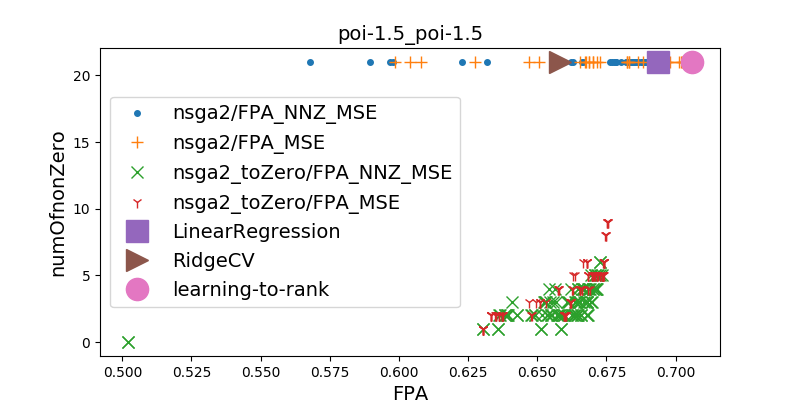 poi-1.5_poi-1.5
numOfnonZero
20
15
10
5
0
nsga2/FPA_NNZ_MSE
nsga2/FPA_MSE
nsga2_toZero/FPA_NNZ_MSE
nsga2_toZero/FPA_MSE
LinearRegression
RidgeCV
learning-to-rank
0.500 0.525 0.550 0.575 0.600 0.625 0.650 0.675 0.700
FPA